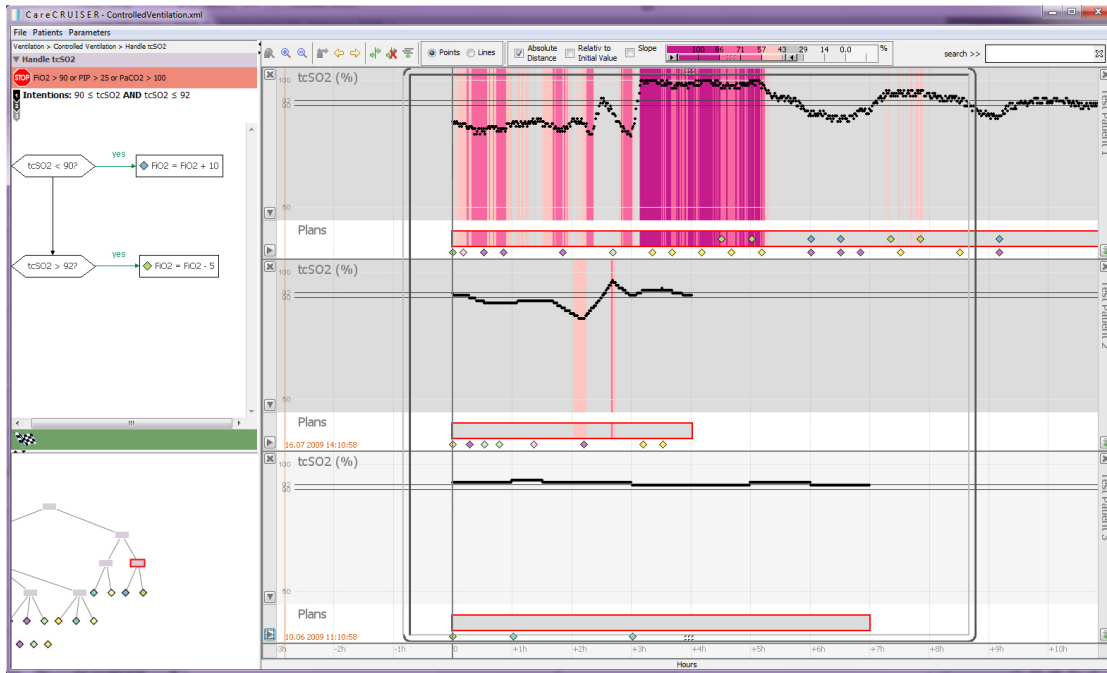 CareCRUISER - ControlledVentilation.xml
File Patients Parameters
Ventilation > Controlled Ventilation > Handle tcSO2
Handle tcSO2
STOP FiO2 > 90 or PIP > 25 or PaCO2 > 100
Intentions: 90 ≤ tcSO2 AND tcSO2 ≤ 92
tcSO2 < 90?
yes
FiO2 = FiO2 + 10
tcSO2 > 92?
yes
FiO2 = FiO2 - 5
Points Lines
Absolute Distance
Relativ to Initial Value
Slope
100 86 71 57 43 29 14 0.0 %
search >>
tcSO2 (%)
100
92
90
50
Plans
Test Patient 1
tcSO2 (%)
92
90
50
Plans
16.07 2009 14:10:58
Test Patient 2
tcSO2 (%)
100
92
90
50
Plans
10.06 2009 11:10:58
Test Patient 3
3h -2h -1h 0 +1h +2h +3h +4h +5h +6h +7h +8h +9h +10h
Hours